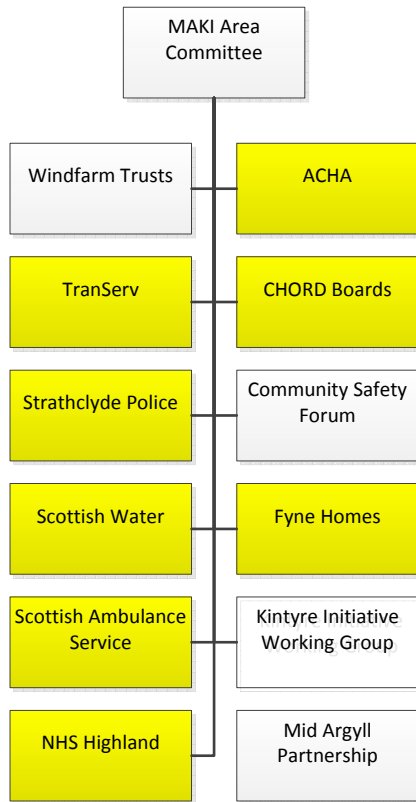 MAKI Area
Committee
Windfarm Trusts
ACHA
TranServ
CHORD Boards
Strathclyde Police
Community Safety
Forum
Scottish Water
Fyne Homes
Scottish Ambulance
Service
Kintyre Initiative
Working Group
NHS Highland
Mid Argyll
Partnership